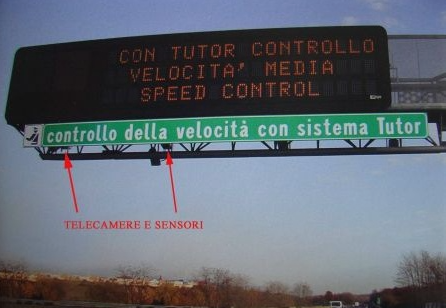 CON TUTOR CONTROLLO
VELOCITA' MEDIA
SPEED CONTROL
controllo della velocità con sistema Tutor
TELECAMERE E SENSORI